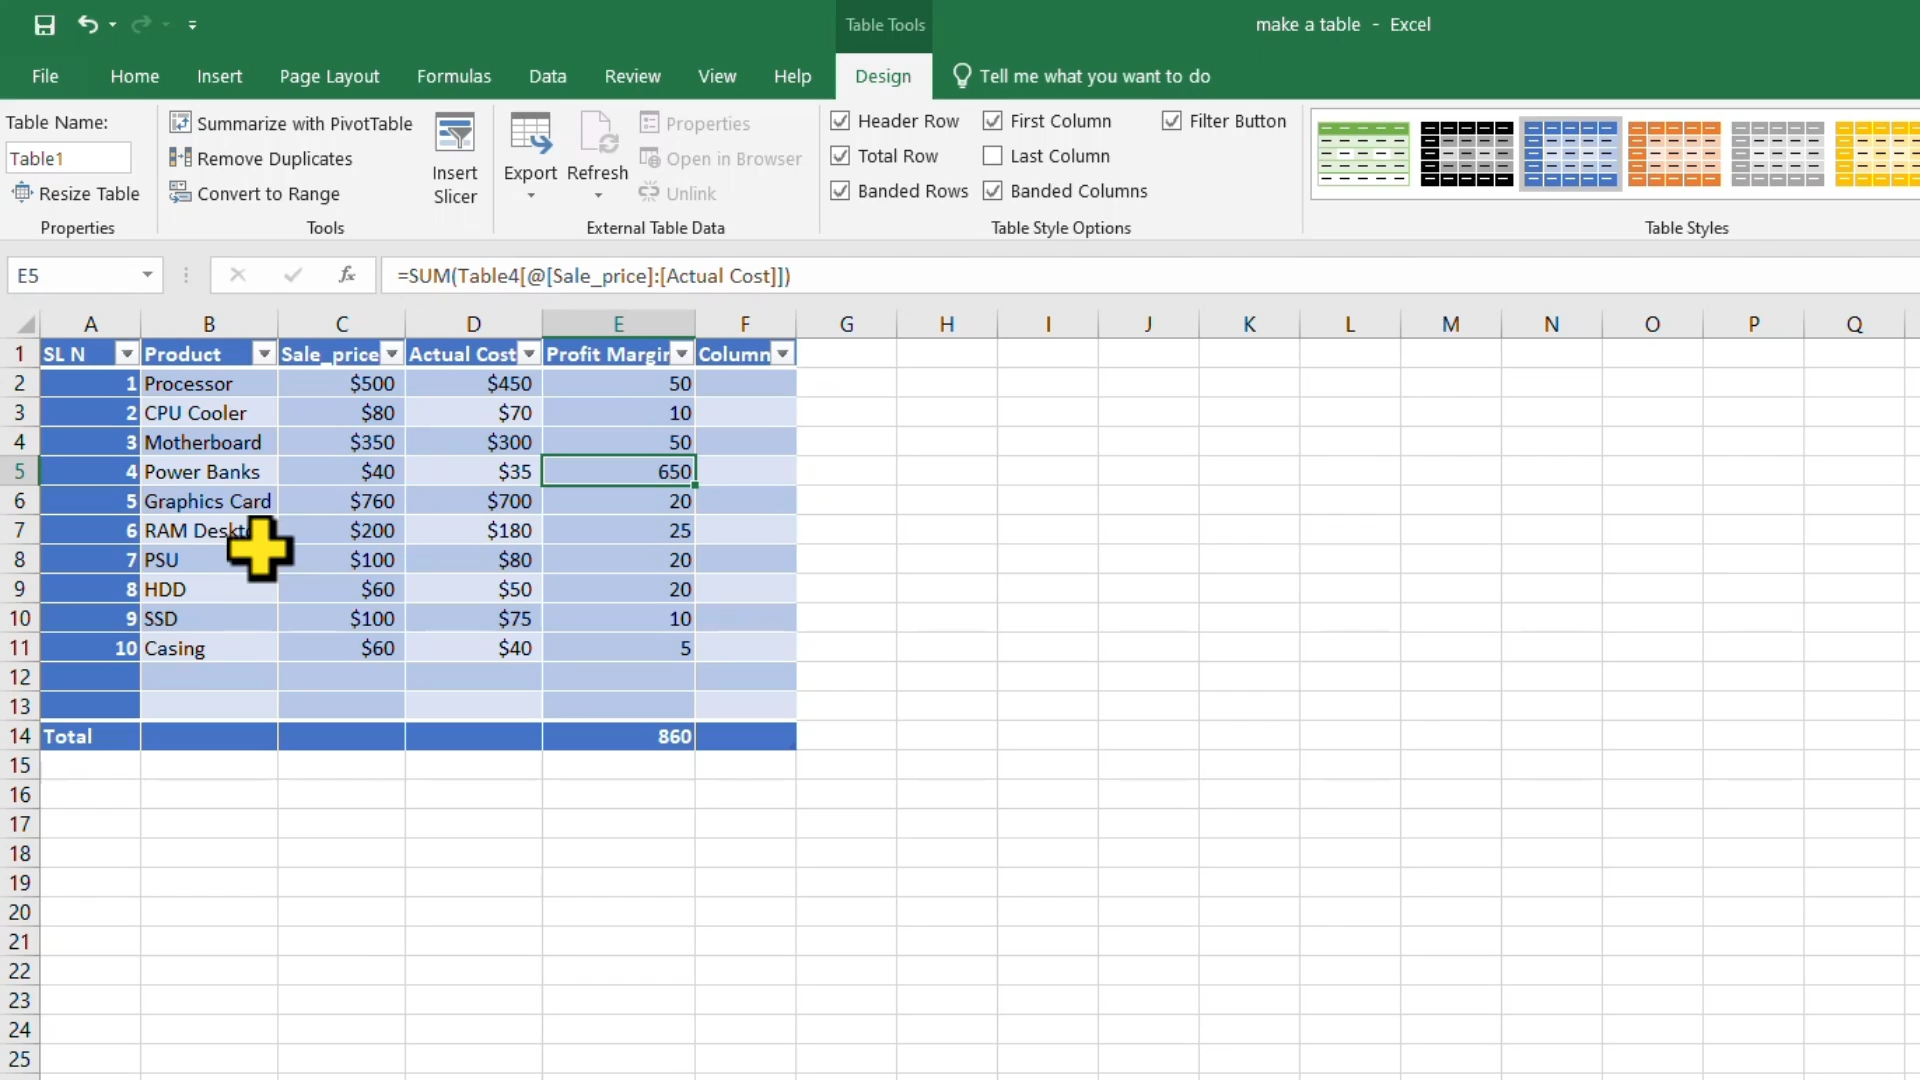 Table Tools
make a table - Excel
File Home Insert Page Layout Formulas Data Review View Help Design Tell me what you want to do
Table Name:
Table1
Resize Table
Properties
Summarize with PivotTable
Remove Duplicates
Convert to Range
Tools
Insert
Slicer
Export
Refresh
Properties
Open in Browser
Unlink
External Table Data
Header Row
First Column
Filter Button
Total Row
Last Column
Banded Rows
Banded Columns
Table Style Options
Table Styles
E5
fx
=SUM(Table4[@[Sale_price]:[Actual Cost]])
A B C D E F G H I J K L M N O P Q
1 SL N Product Sale_price Actual Cost Profit Margin Column
2 1 Processor $500 $450 50
3 2 CPU Cooler $80 $70 10
4 3 Motherboard $350 $300 50
5 4 Power Banks $40 $35 650
6 5 Graphics Card $760 $700 20
7 6 RAM $200 $180 25
8 7 PSU $100 $80 20
9 8 HDD $60 $50 20
10 9 SSD $100 $75 10
11 10 Casing $60 $40 5
12
13
14 Total 860
15
16
17
18
19
20
21
22
23
24
25